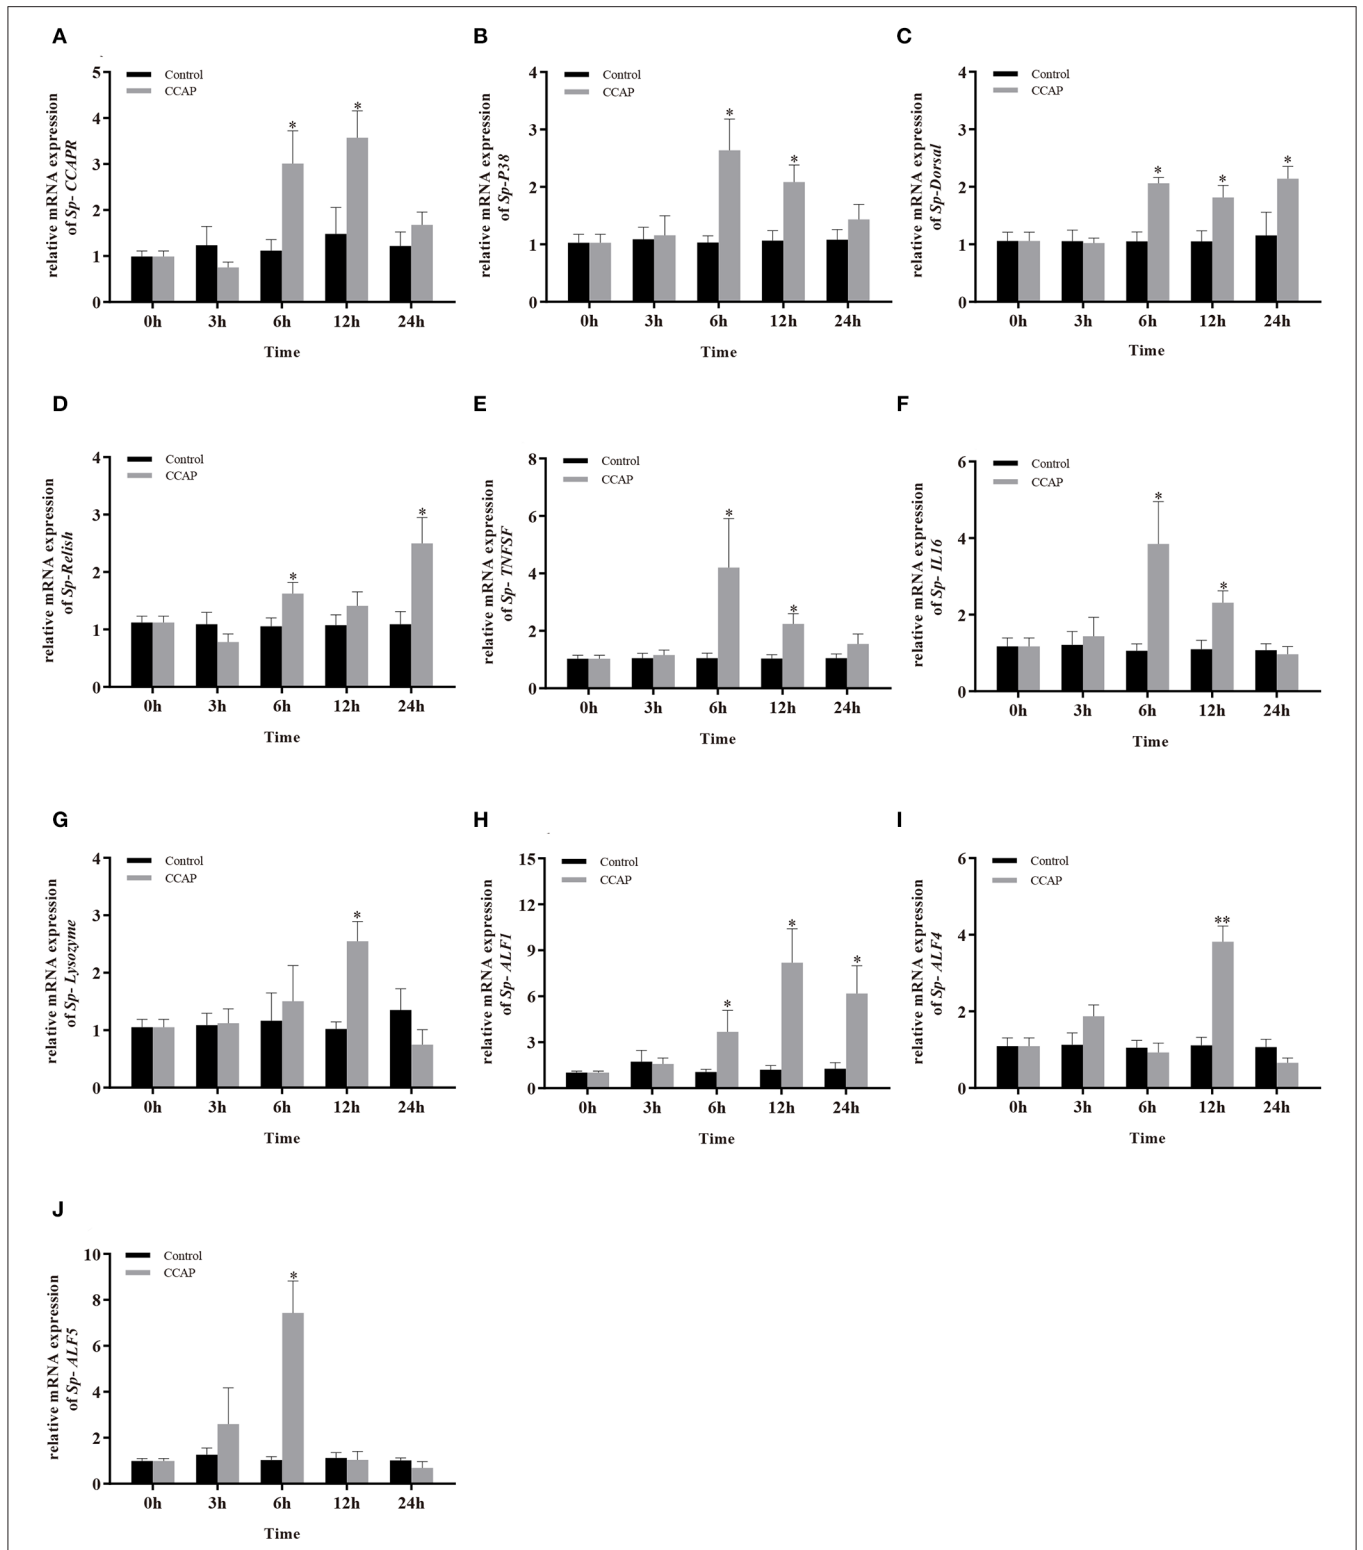 A
5
4
3
2
1
0
relative mRNA expression
of Sp- CCAPR
Control
CCAP
*
*
0h 3h 6h 12h 24h
Time
B
4
3
2
1
0
relative mRNA expression
of Sp-P38
Control
CCAP
*
*
0h 3h 6h 12h 24h
Time
C
4
3
2
1
0
relative mRNA expression
of Sp-Dorsal
Control
CCAP
*
*
*
0h 3h 6h 12h 24h
Time
D
4
3
2
1
0
relative mRNA expression
of Sp-Relish
Control
CCAP
*
*
0h 3h 6h 12h 24h
Time
E
8
6
4
2
0
relative mRNA expression
of Sp- TNFSF
Control
CCAP
*
*
0h 3h 6h 12h 24h
Time
F
6
4
2
0
relative mRNA expression
of Sp- IL16
Control
CCAP
*
*
0h 3h 6h 12h 24h
Time
G
4
3
2
1
0
relative mRNA expression
of Sp- Lysozyme
Control
CCAP
*
0h 3h 6h 12h 24h
Time
H
15
12
9
6
3
0
relative mRNA expression
of Sp- ALF1
Control
CCAP
*
*
*
0h 3h 6h 12h 24h
Time
I
6
4
2
0
relative mRNA expression
of Sp- ALF4
Control
CCAP
**
0h 3h 6h 12h 24h
Time
J
10
8
6
4
2
0
relative mRNA expression
of Sp- ALF5
Control
CCAP
*
0h 3h 6h 12h 24h
Time